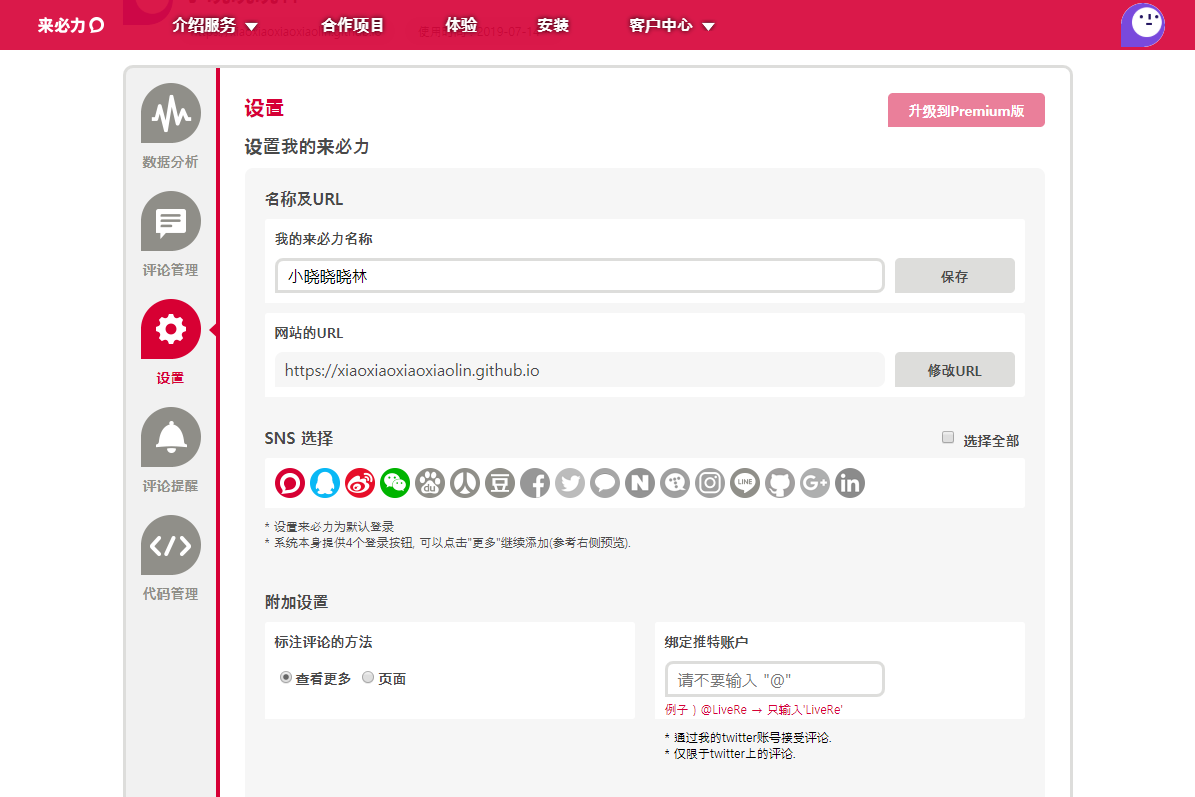 来必力
介绍服务
合作项目
体验
安装
客户中心
数据分析
评论管理
设置
评论提醒
代码管理
设置
升级到Premium版
设置我的来必力
名称及URL
我的来必力名称
小晓晓晓林
保存
网站的URL
https://xiaoxiaoxiaoxiaolin.github.io
修改URL
SNS 选择
选择全部
du
豆
N
LINE
G+
in
* 设置来必力为默认登录
* 系统本身提供4个登录按钮, 可以点击"更多"继续添加(参考右侧预览).
附加设置
标注评论的方法
查看更多 页面
绑定推特账户
请不要输入 "@"
例子 ) @LiveRe → 只输入'LiveRe'
* 通过我的twitter账号接受评论.
* 仅限于twitter上的评论.